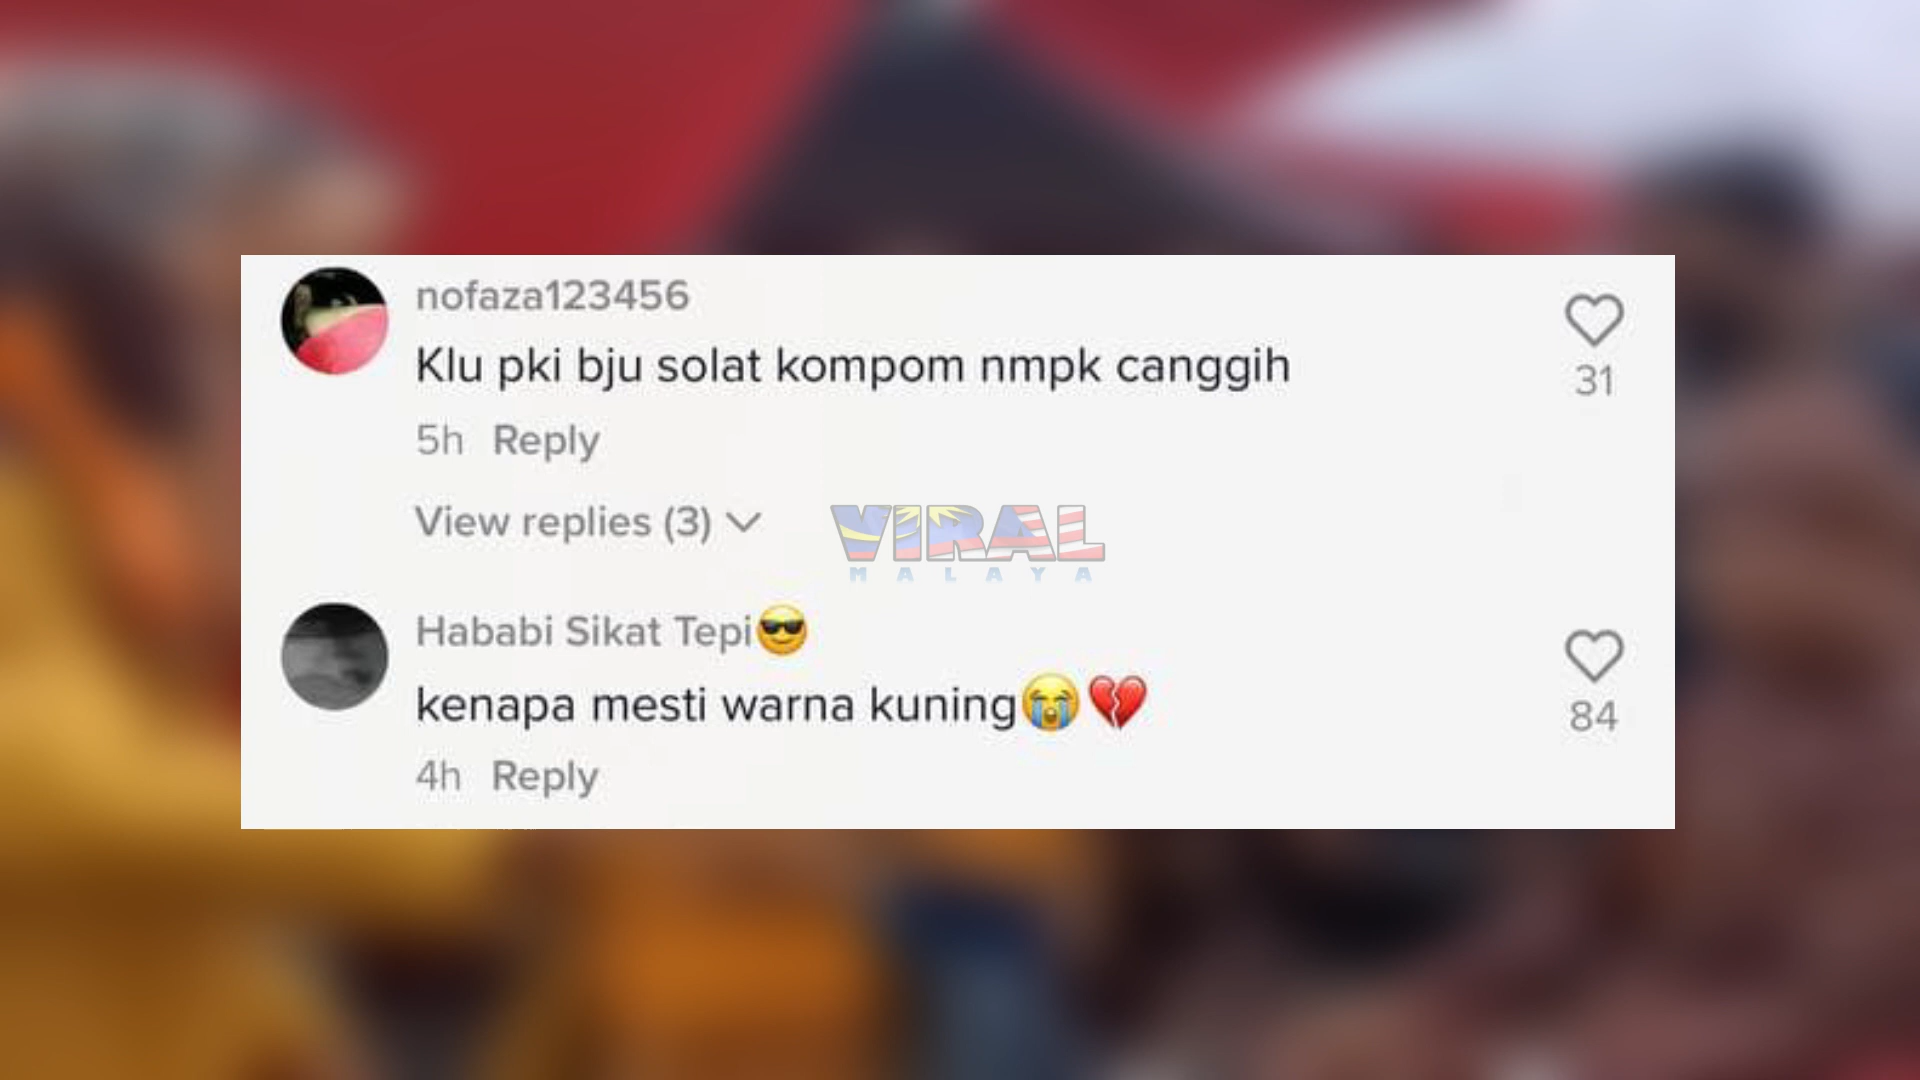 nofaza123456
Klu pki bju solat kompom nmpk canggih
31
5h Reply
View replies (3)
VIRAL
MALAYA
Hababi Sikat Tepi😎
kenapa mesti warna kuning😭💔
84
4h Reply